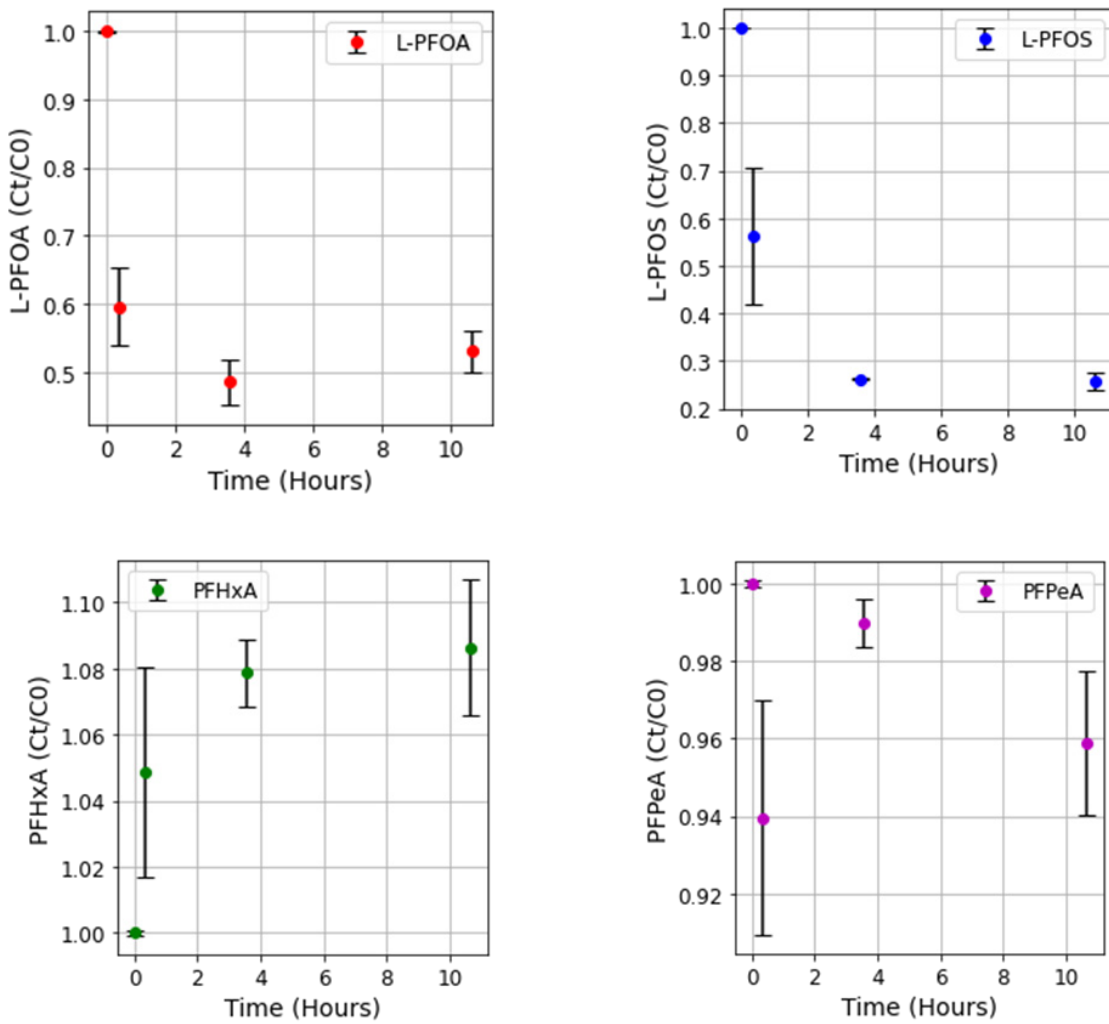 L-PFOA
L-PFOA (Ct/C0)
1.0
0.9
0.8
0.7
0.6
0.5
0 2 4 6 8 10
Time (Hours)
L-PFOS
L-PFOS (Ct/C0)
1.0
0.9
0.8
0.7
0.6
0.5
0.4
0.3
0.2
0 2 4 6 8 10
Time (Hours)
PFHxA
PFHxA (Ct/C0)
1.10
1.08
1.06
1.04
1.02
1.00
0 2 4 6 8 10
Time (Hours)
PFPeA
PFPeA (Ct/C0)
1.00
0.98
0.96
0.94
0.92
0 2 4 6 8 10
Time (Hours)